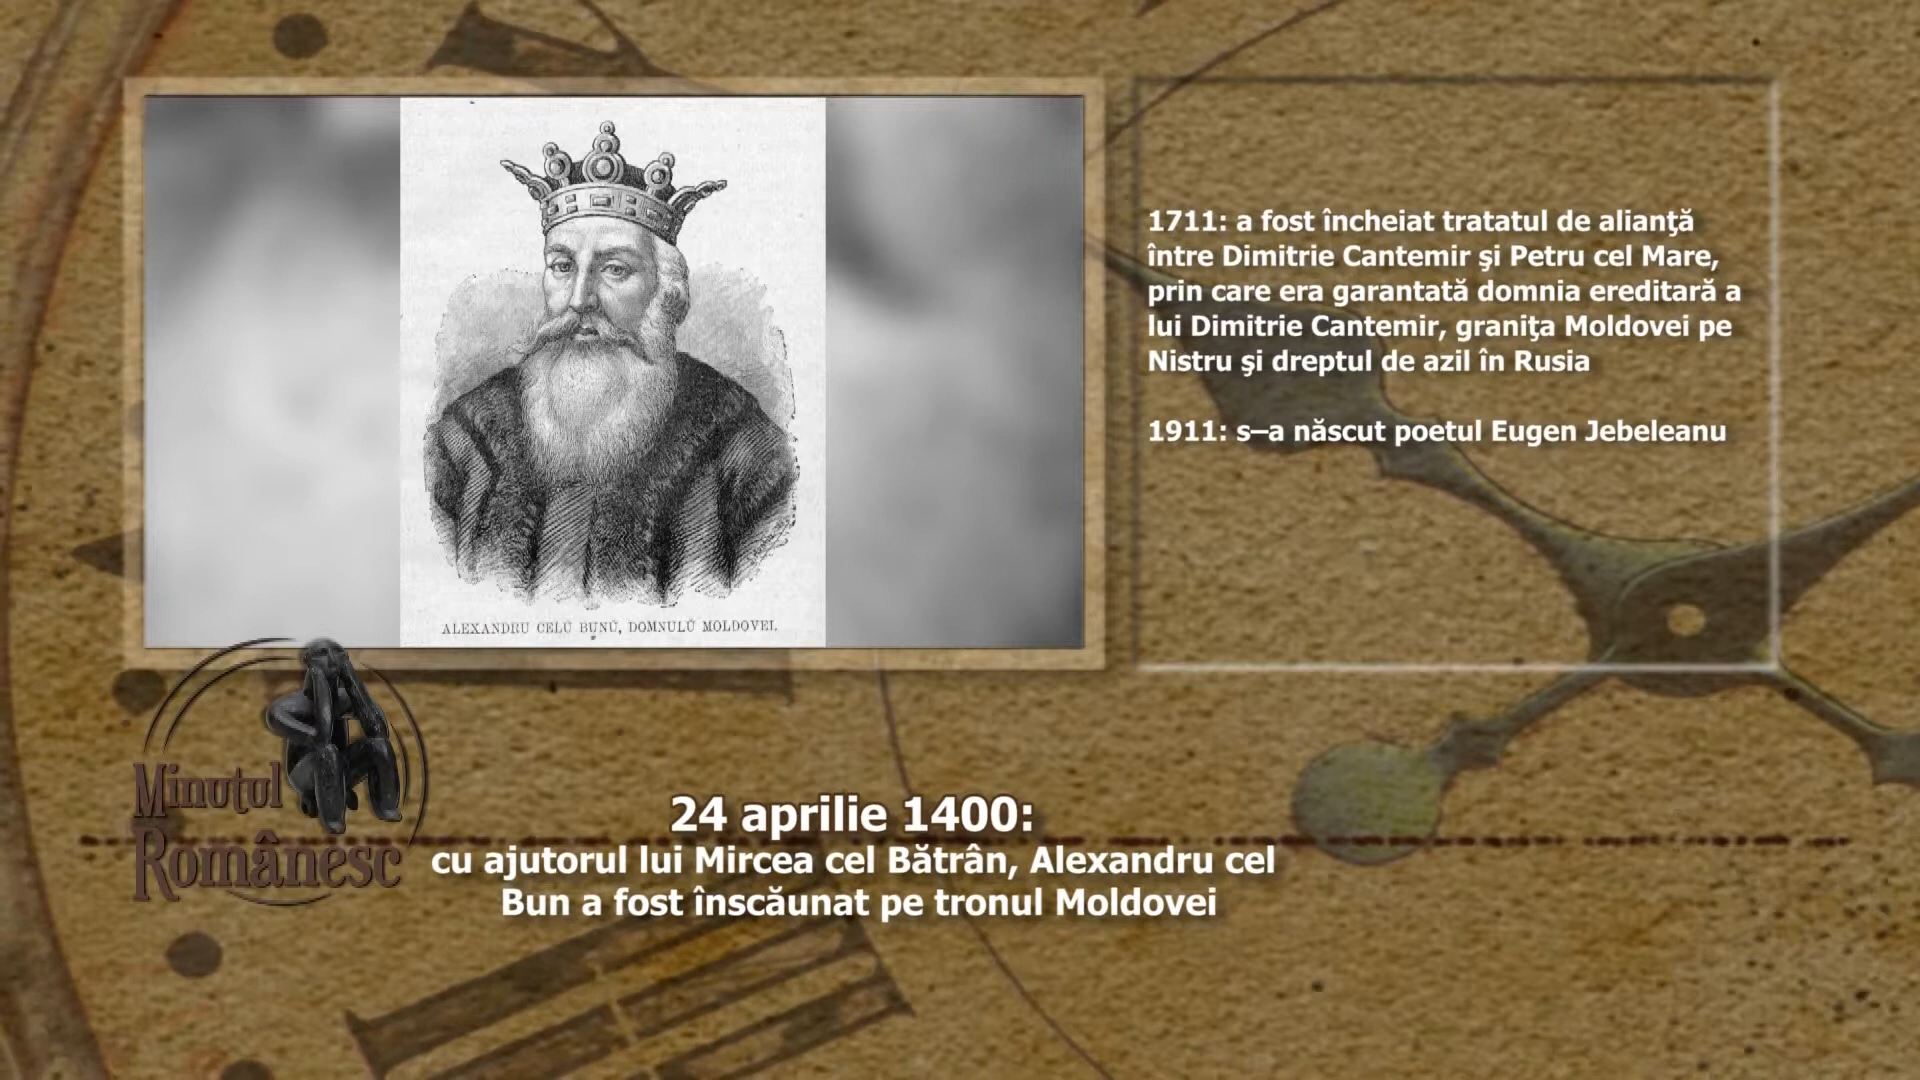 1711: a fost încheiat tratatul de alianţă
între Dimitrie Cantemir şi Petru cel Mare,
prin care era garantată domnia ereditară a
lui Dimitrie Cantemir, graniţa Moldovei pe
Nistru şi dreptul de azil în Rusia
1911: s–a născut poetul Eugen Jebeleanu
ALEXANDRU CELŬ BUNŬ, DOMNULŬ MOLDOVEI.
Minutul
Românesc
24 aprilie 1400:
cu ajutorul lui Mircea cel Bătrân, Alexandru cel
Bun a fost înscăunat pe tronul Moldovei